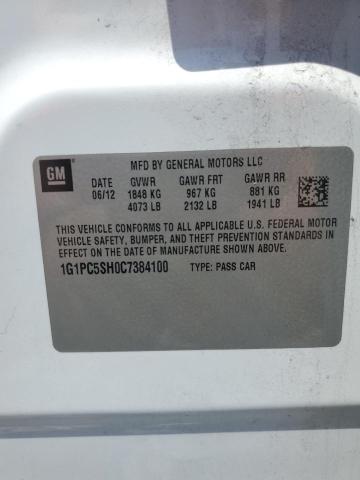 GM
MFD BY GENERAL MOTORS LLC
DATE GVWR GAWR FRT GAWR RR
06/12 1848 KG 967 KG 881 KG
4073 LB 2132 LB 1941 LB
THIS VEHICLE CONFORMS TO ALL APPLICABLE U.S. FEDERAL MOTOR
VEHICLE SAFETY, BUMPER, AND THEFT PREVENTION STANDARDS IN
EFFECT ON THE DATE OF MANUFACTURE SHOWN ABOVE.
1G1PC5SH0C7384100 TYPE: PASS CAR